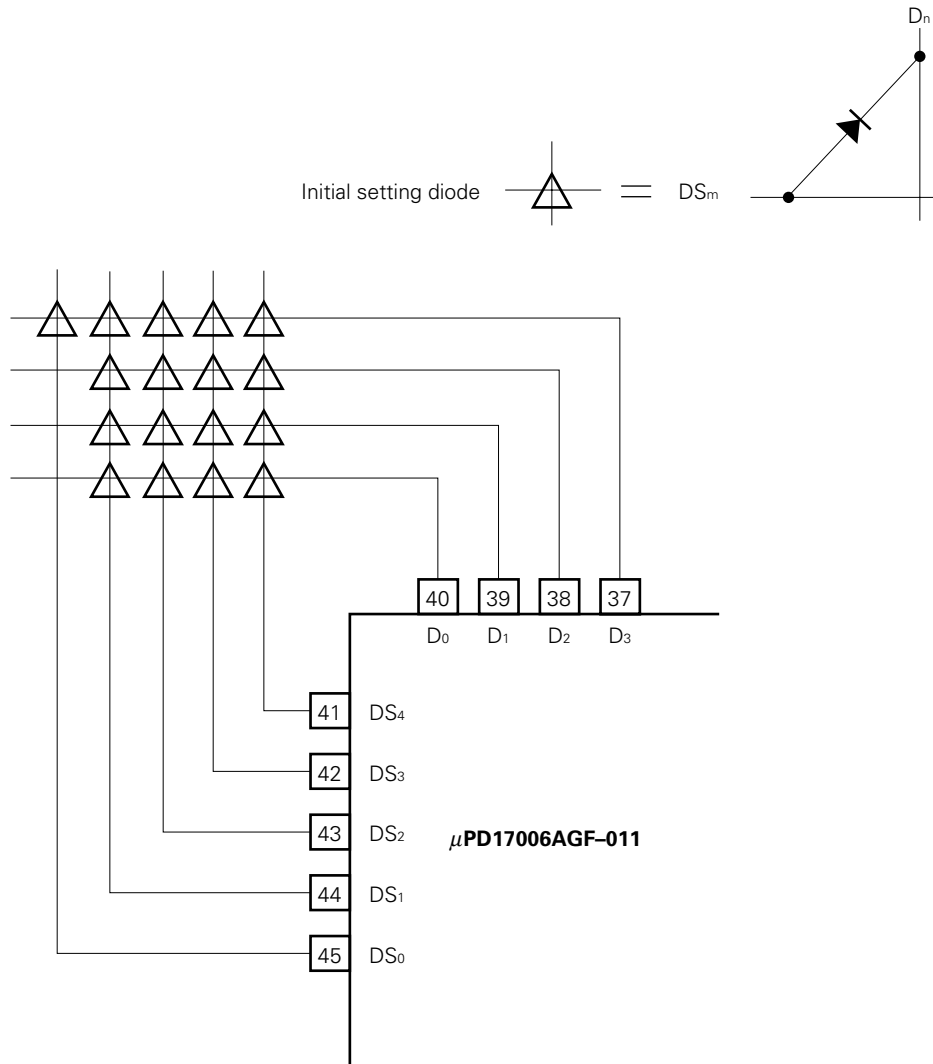 Dn
Initial setting diode = DSm
40 39 38 37
D0 D1 D2 D3
41 DS4
42 DS3
43 DS2
μPD17006AGF–011
44 DS1
45 DS0